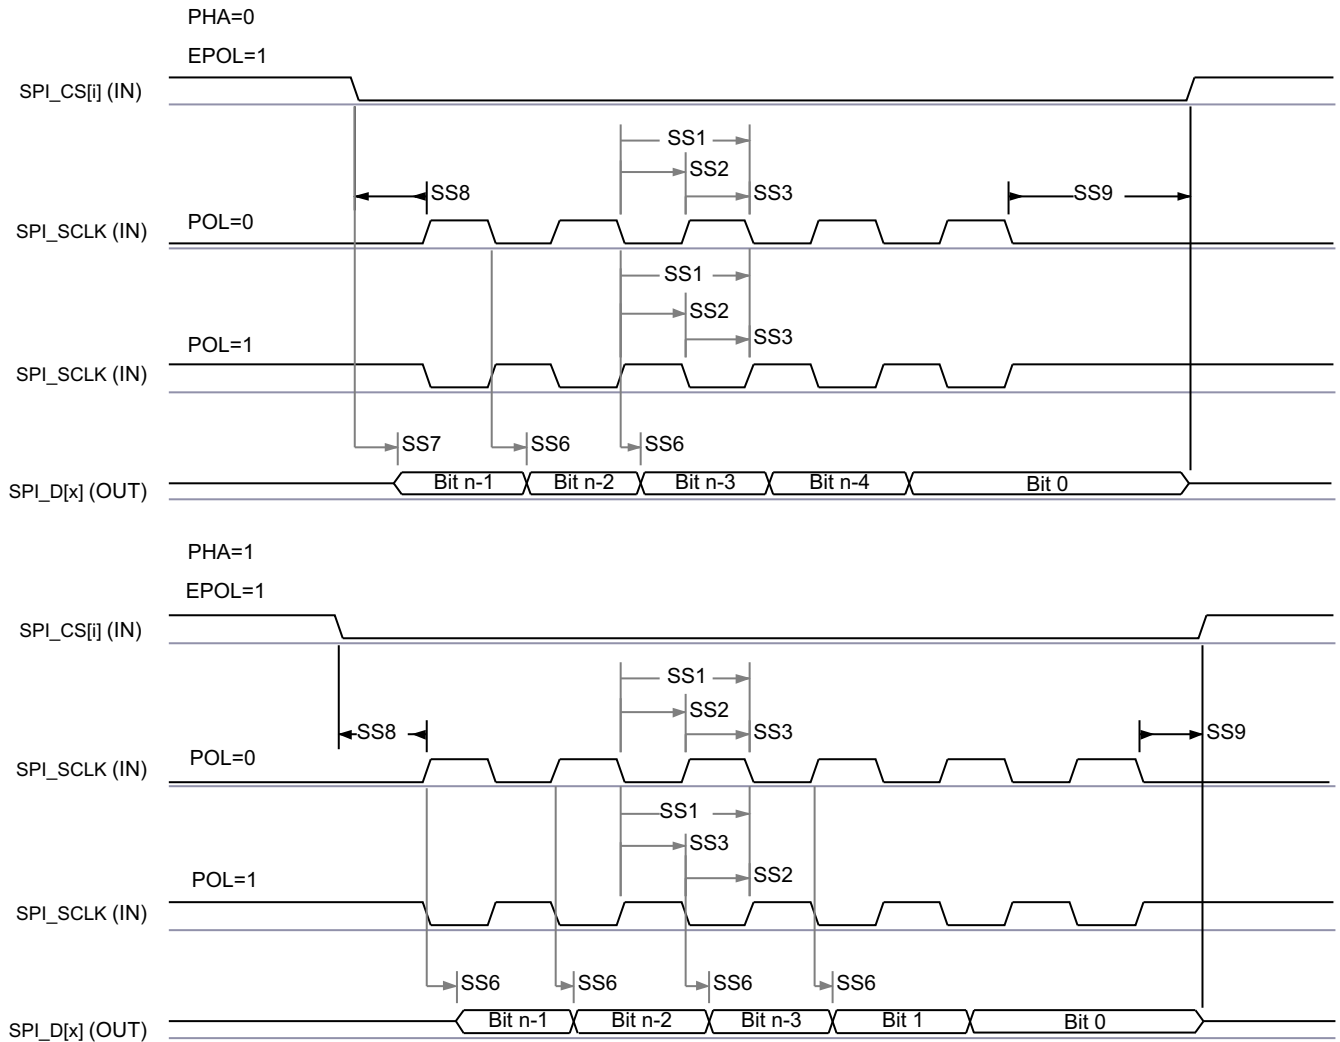 PHA=0
EPOL=1
SPI_CS[i] (IN)
SS1
SS2
SS8
SS3
SS9
POL=0
SPI_SCLK (IN)
SS1
SS2
SS3
POL=1
SPI_SCLK (IN)
SS7
SS6
SS6
SPI_D[x] (OUT)
Bit n-1
Bit n-2
Bit n-3
Bit n-4
Bit 0
PHA=1
EPOL=1
SPI_CS[i] (IN)
SS1
SS2
SS8
SS3
SS9
POL=0
SPI_SCLK (IN)
SS1
SS3
SS2
POL=1
SPI_SCLK (IN)
SS6
SS6
SS6
SS6
SPI_D[x] (OUT)
Bit n-1
Bit n-2
Bit n-3
Bit 1
Bit 0